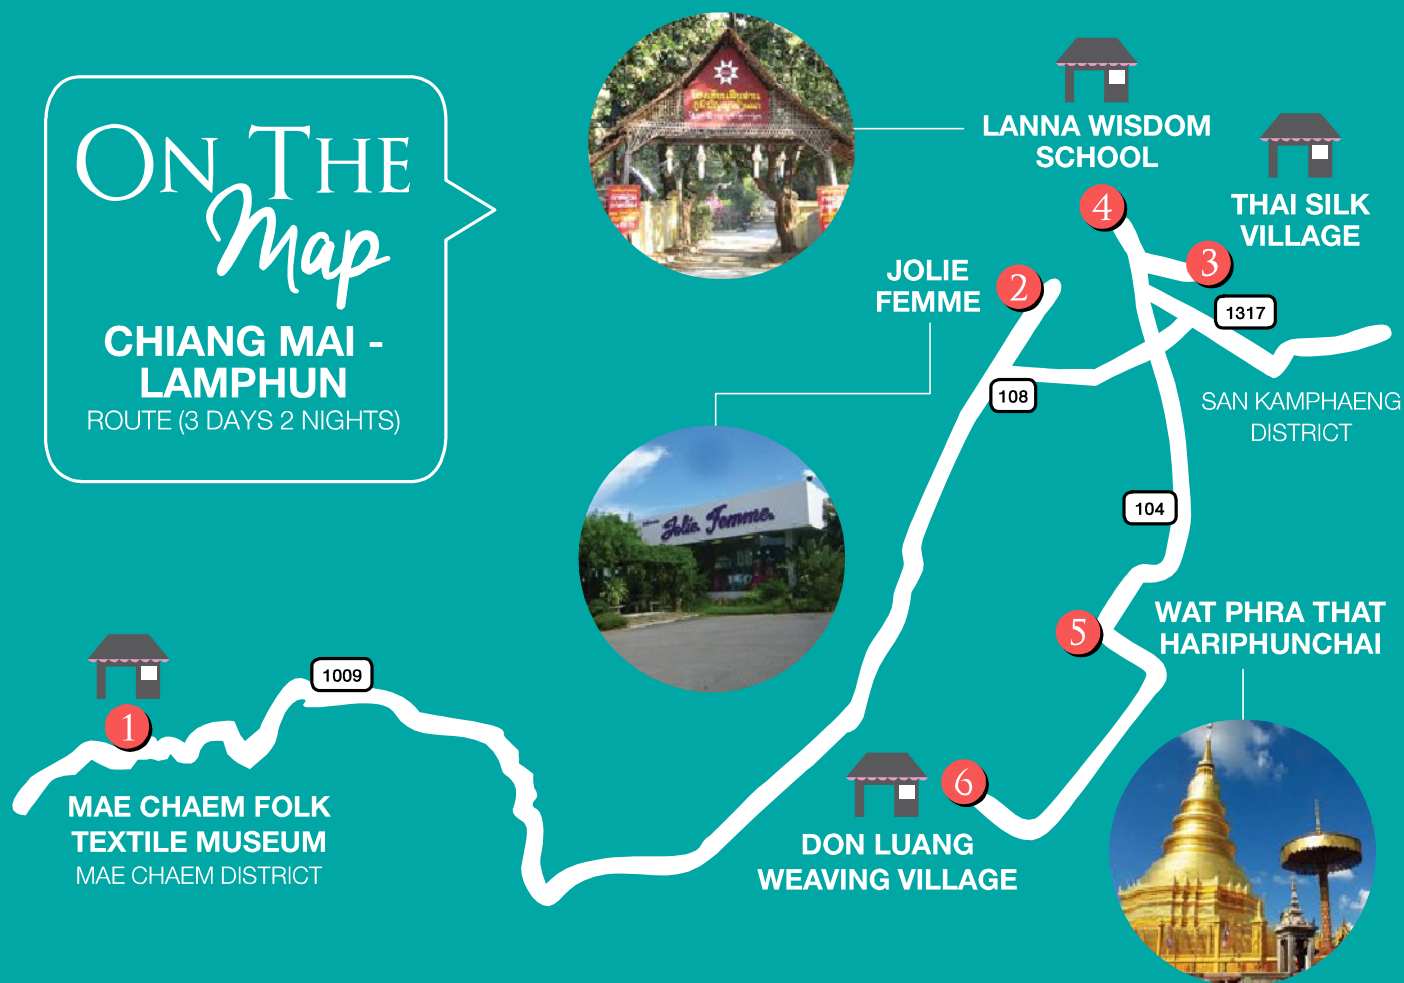 ON THE
Map
CHIANG MAI -
LAMPHUN
ROUTE (3 DAYS 2 NIGHTS)
LANNA WISDOM
SCHOOL
4
THAI SILK
VILLAGE
3
JOLIE
FEMME
2
1317
108
SAN KAMPHAENG
DISTRICT
Jolie Femme
104
5
WAT PHRA THAT
HARIPHUNCHAI
1009
1
MAE CHAEM FOLK
TEXTILE MUSEUM
MAE CHAEM DISTRICT
6
DON LUANG
WEAVING VILLAGE